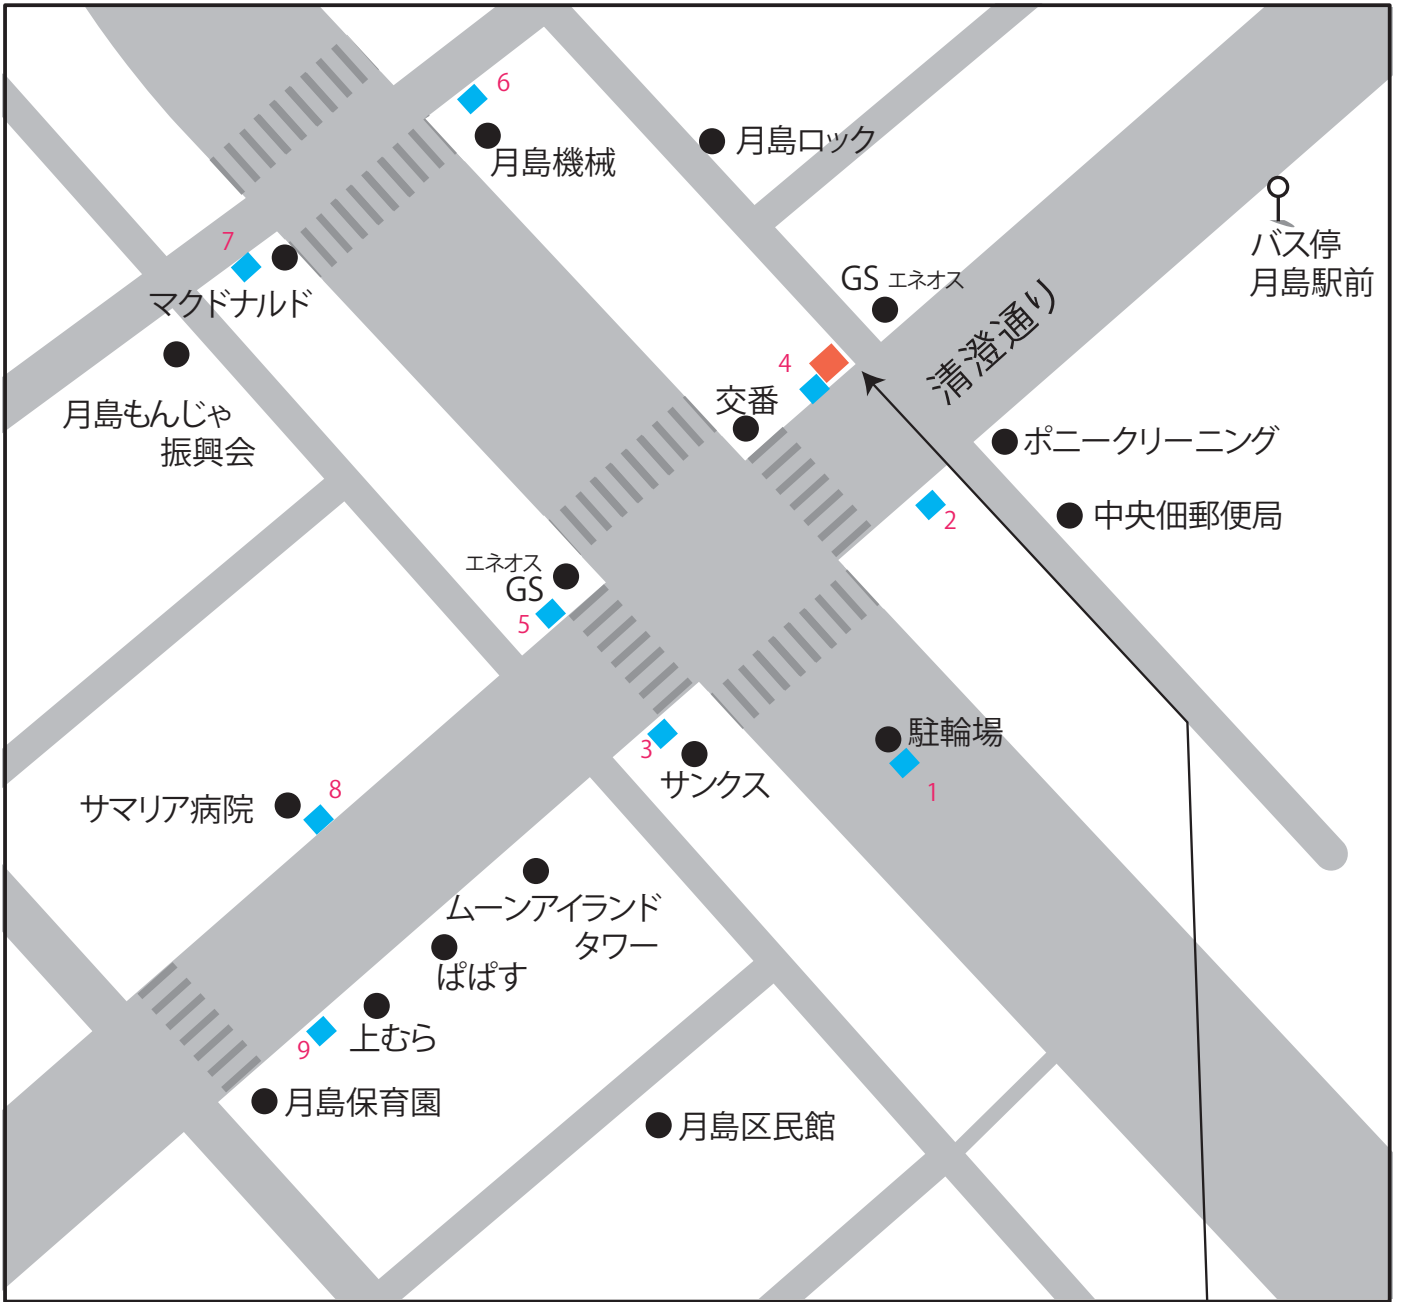 6
月島機械
月島ロック
バス停
月島駅前
7
マクドナルド
GS エネオス
清澄通り
4
交番
月島もんじゃ
振興会
ポニークリーニング
2
中央佃郵便局
エネオス
GS
5
3
サンクス
駐輪場
1
8
サマリア病院
ムーンアイランド
タワー
ぱぱす
9
上むら
月島保育園
月島区民館